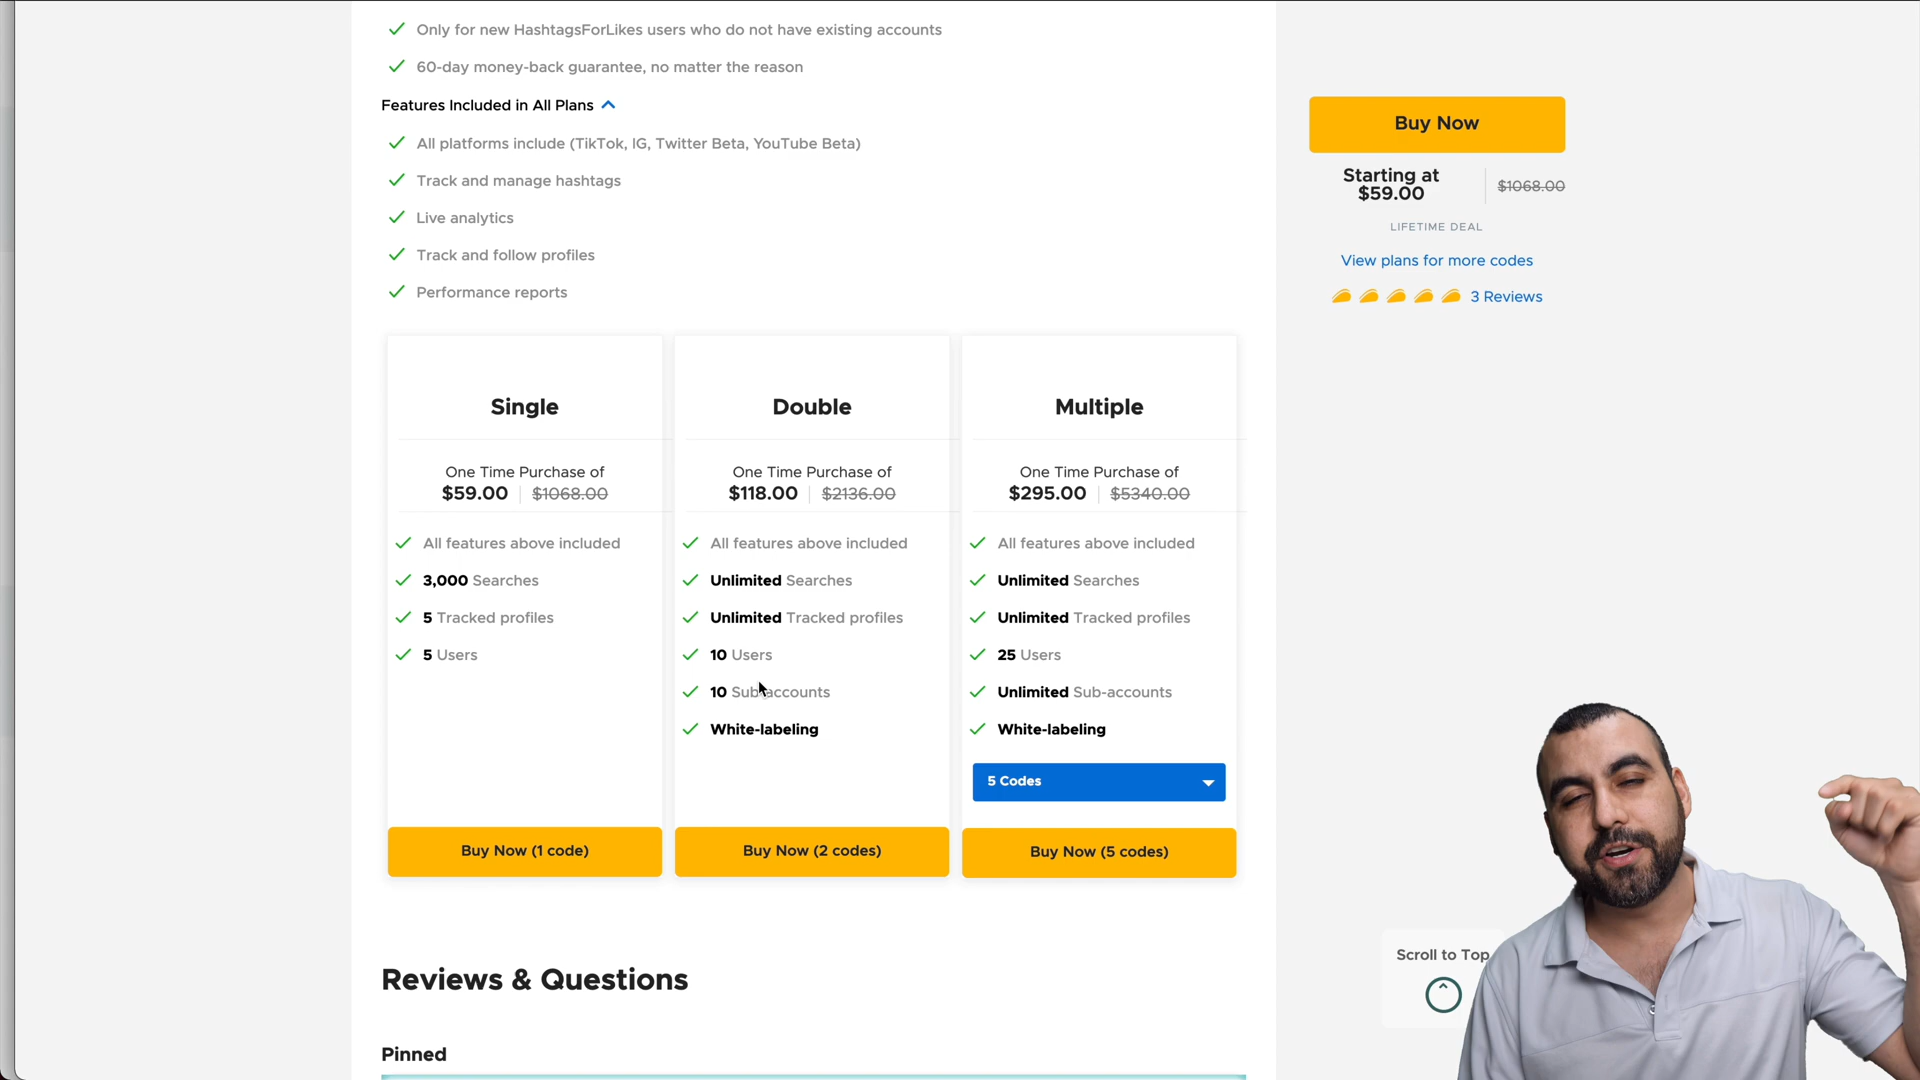 Only for new HashtagsForLikes users who do not have existing accounts
60-day money-back guarantee, no matter the reason
Features Included in All Plans
All platforms include (TikTok, IG, Twitter Beta, YouTube Beta)
Track and manage hashtags
Live analytics
Track and follow profiles
Performance reports
Buy Now
Starting at
$59.00
$1068.00
LIFETIME DEAL
View plans for more codes
3 Reviews
Single
One Time Purchase of
$59.00 $1068.00
All features above included
3,000 Searches
5 Tracked profiles
5 Users
Buy Now (1 code)
Double
One Time Purchase of
$118.00 $2136.00
All features above included
Unlimited Searches
Unlimited Tracked profiles
10 Users
10 Sub-accounts
White-labeling
Buy Now (2 codes)
Multiple
One Time Purchase of
$295.00 $5340.00
All features above included
Unlimited Searches
Unlimited Tracked profiles
25 Users
Unlimited Sub-accounts
White-labeling
5 Codes
Buy Now (5 codes)
Reviews & Questions
Pinned
Scroll to Top